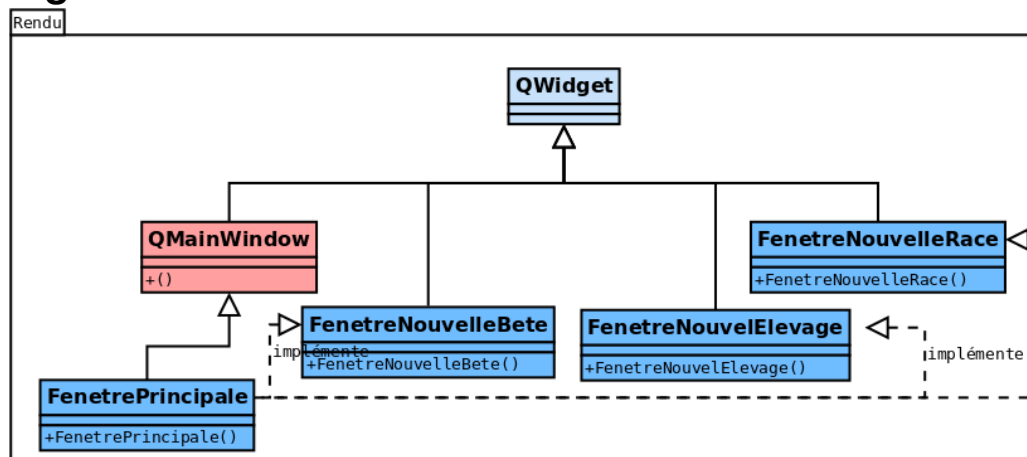 Rendu
QWidget
QMainWindow
+()
FenetreNouvelleRace
+FenetreNouvelleRace()
FenetreNouvelleBete
implémente
+FenetreNouvelleBete()
FenetreNouvelElevage
+FenetreNouvelElevage()
implémente
FenetrePrincipale
+FenetrePrincipale()